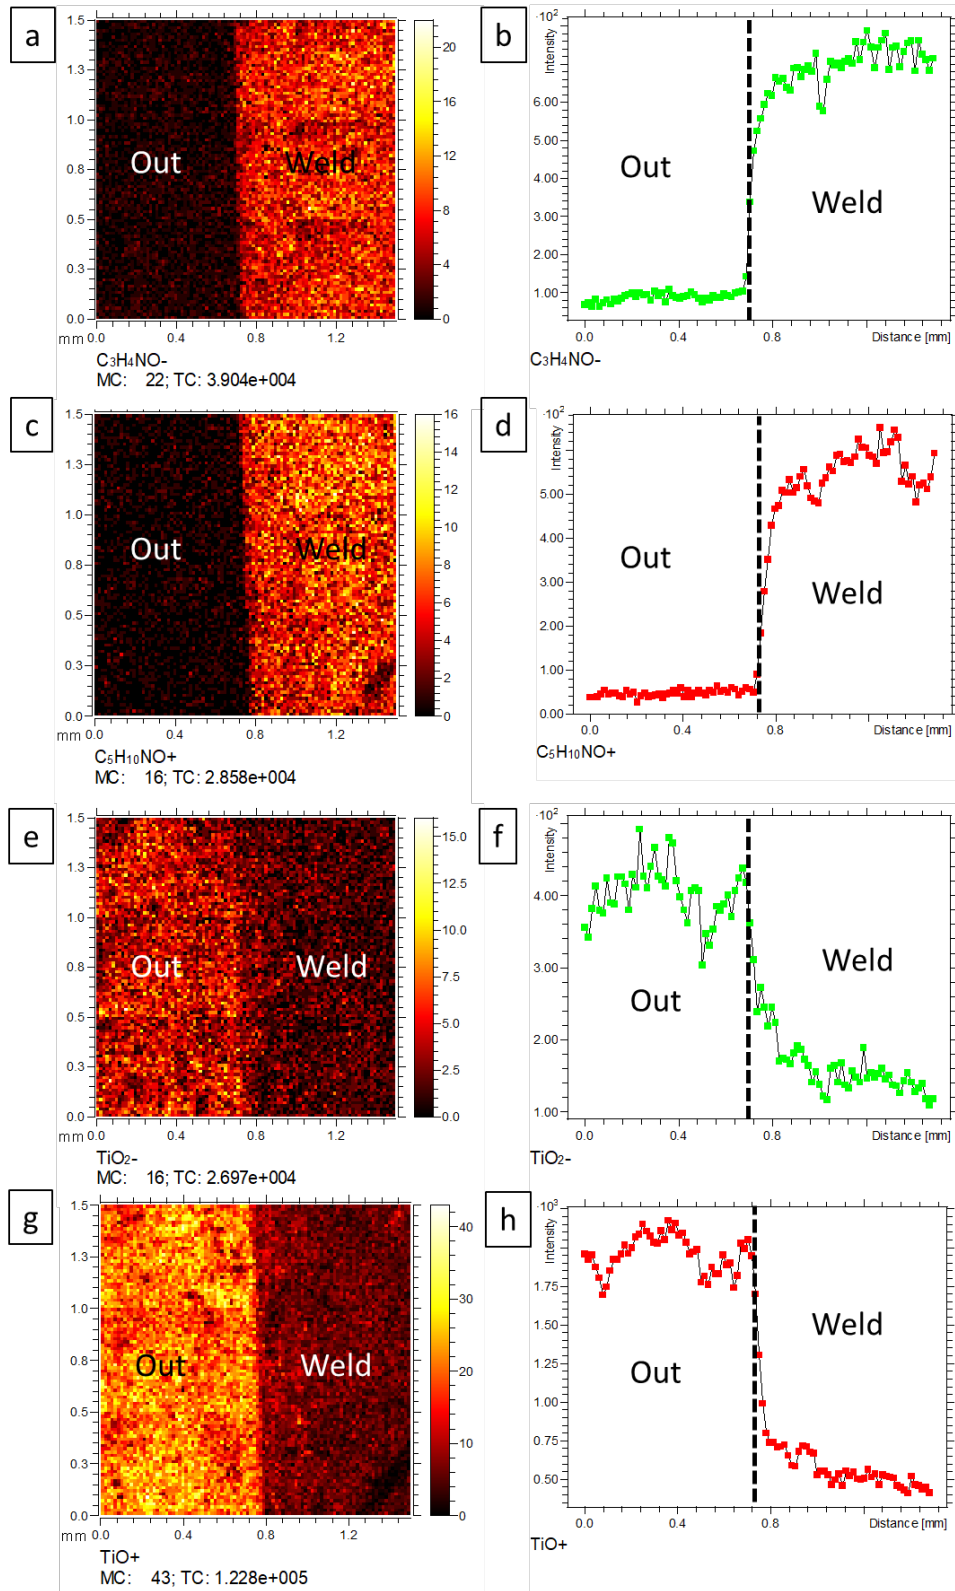 a
1.5
1.3
1.0
0.8
0.5
0.3
0.0
mm
0.0 0.4 0.8 1.2
Out Weld
20
16
12
8
4
0
C3H4NO-
MC: 22; TC: 3.904e+004
b
·10²
Intensity
6.00
5.00
4.00
3.00
2.00
1.00
Out
Weld
0.0 0.4 0.8 Distance [mm]
C3H4NO-
c
1.5
1.3
1.0
0.8
0.5
0.3
0.0
mm
0.0 0.4 0.8 1.2
Out Weld
16
14
12
10
8
6
4
2
0
C5H10NO+
MC: 16; TC: 2.858e+004
d
·10²
Intensity
5.00
4.00
3.00
2.00
1.00
0.00
Out
Weld
0.0 0.4 0.8 Distance [mm]
C5H10NO+
e
1.5
1.3
1.0
0.8
0.5
0.3
0.0
mm
0.0 0.4 0.8 1.2
Out Weld
15.0
12.5
10.0
7.5
5.0
2.5
0.0
TiO2-
MC: 16; TC: 2.697e+004
f
·10²
Intensity
4.00
3.00
2.00
1.00
Out
Weld
0.0 0.4 0.8 Distance [mm]
TiO2-
g
1.5
1.3
1.0
0.8
0.5
0.3
0.0
mm
0.0 0.4 0.8 1.2
Out Weld
40
30
20
10
0
TiO+
MC: 43; TC: 1.228e+005
h
·10³
Intensity
1.75
1.50
1.25
1.00
0.75
0.50
Out
Weld
0.0 0.4 0.8 Distance [mm]
TiO+